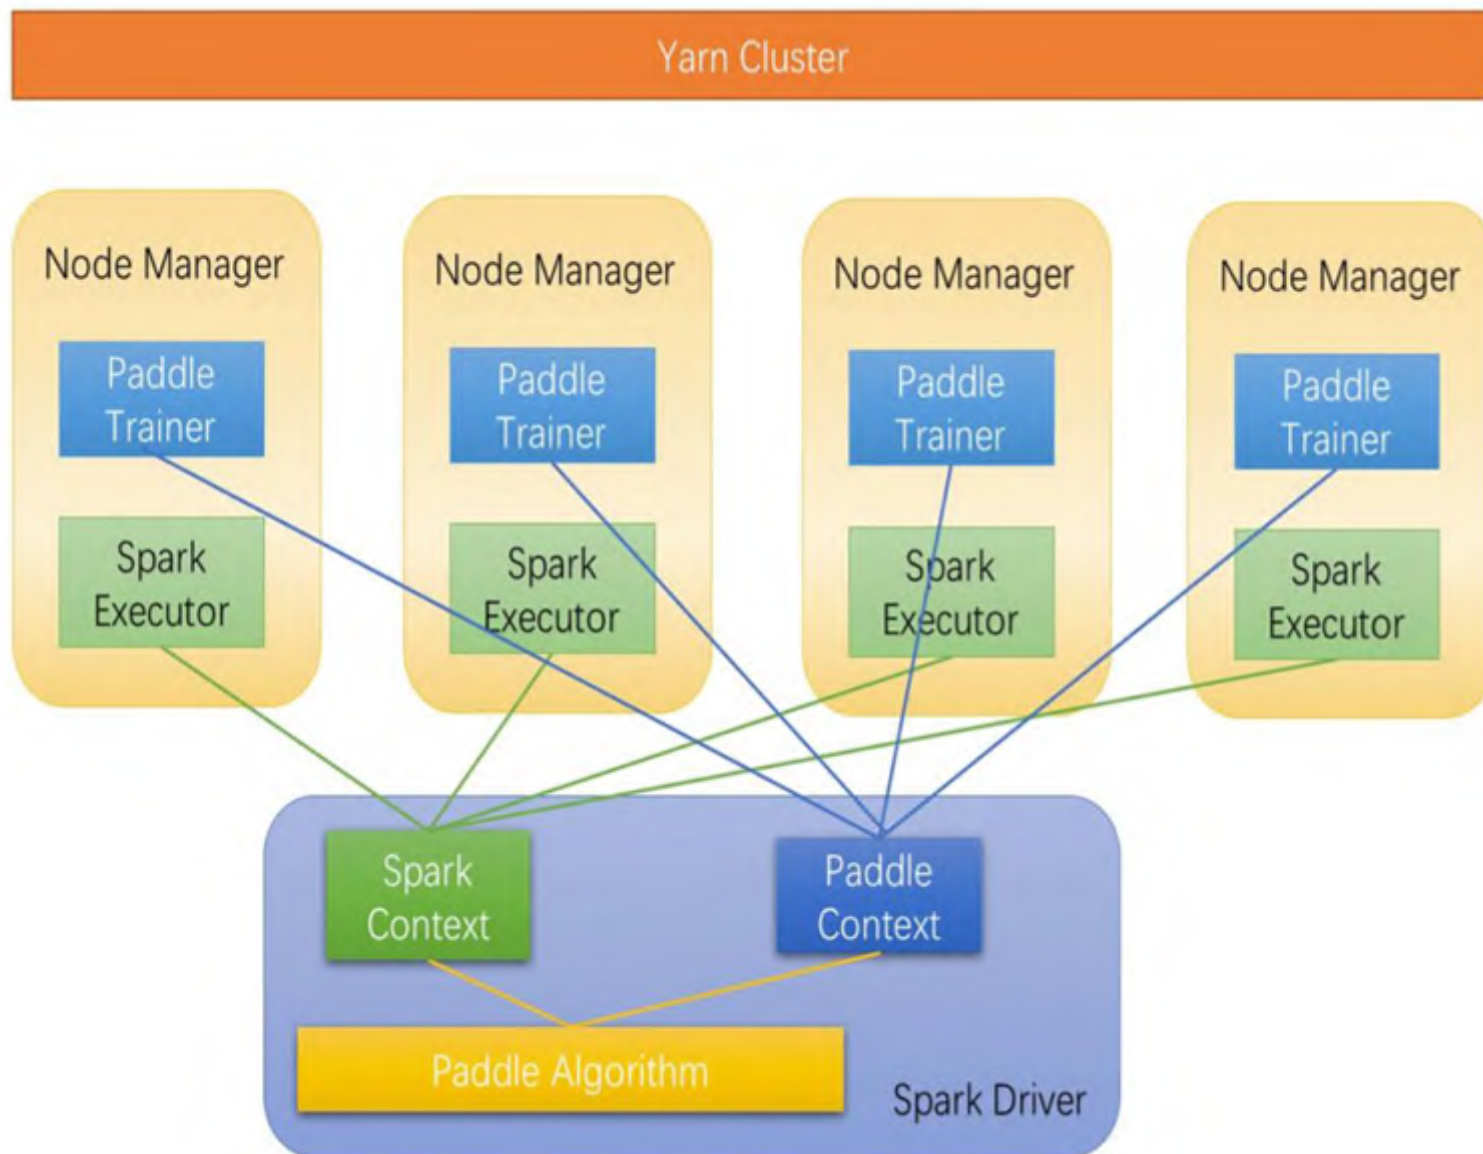 Yarn Cluster
Node Manager
Paddle
Trainer
Spark
Executor
Node Manager
Paddle
Trainer
Spark
Executor
Node Manager
Paddle
Trainer
Spark
Executor
Node Manager
Paddle
Trainer
Spark
Executor
Spark
Context
Paddle
Context
Paddle Algorithm
Spark Driver